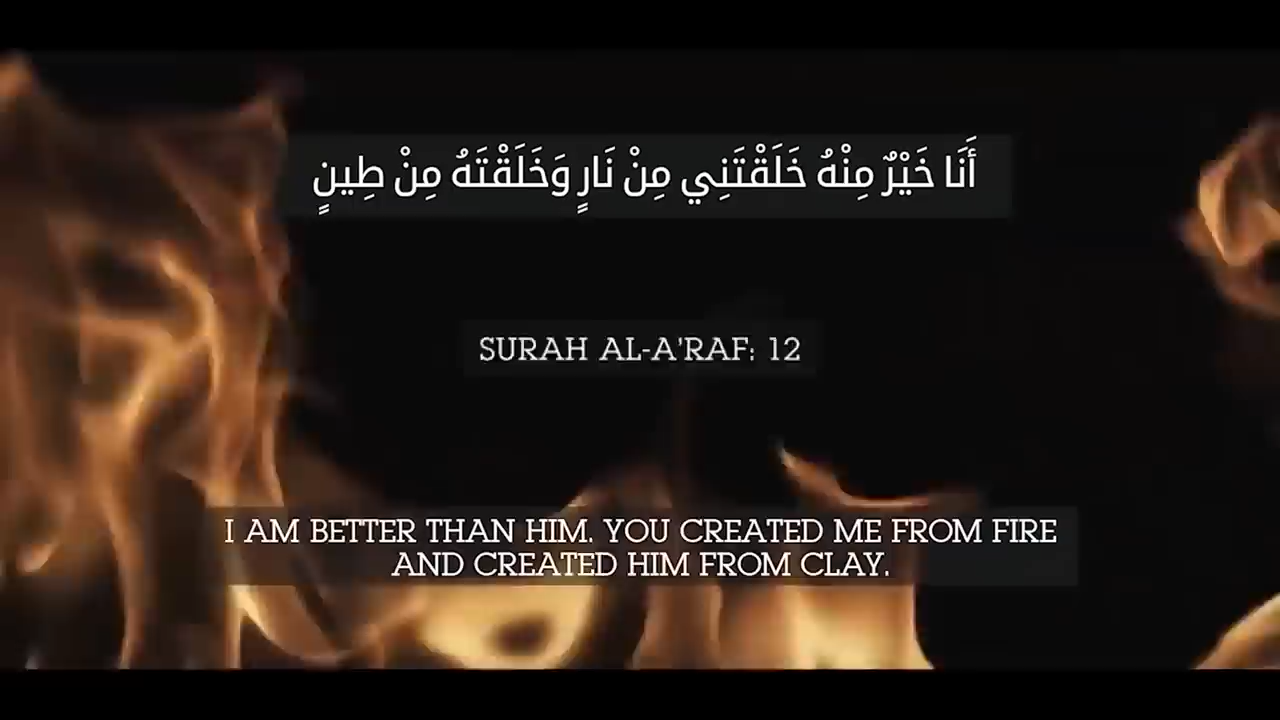 أَنَا خَيْرٌ مِنْهُ خَلَقْتَنِي مِنْ نَارٍ وَخَلَقْتَهُ مِنْ طِينٍ
SURAH AL-A’RAF: 12
I AM BETTER THAN HIM. YOU CREATED ME FROM FIRE
AND CREATED HIM FROM CLAY.